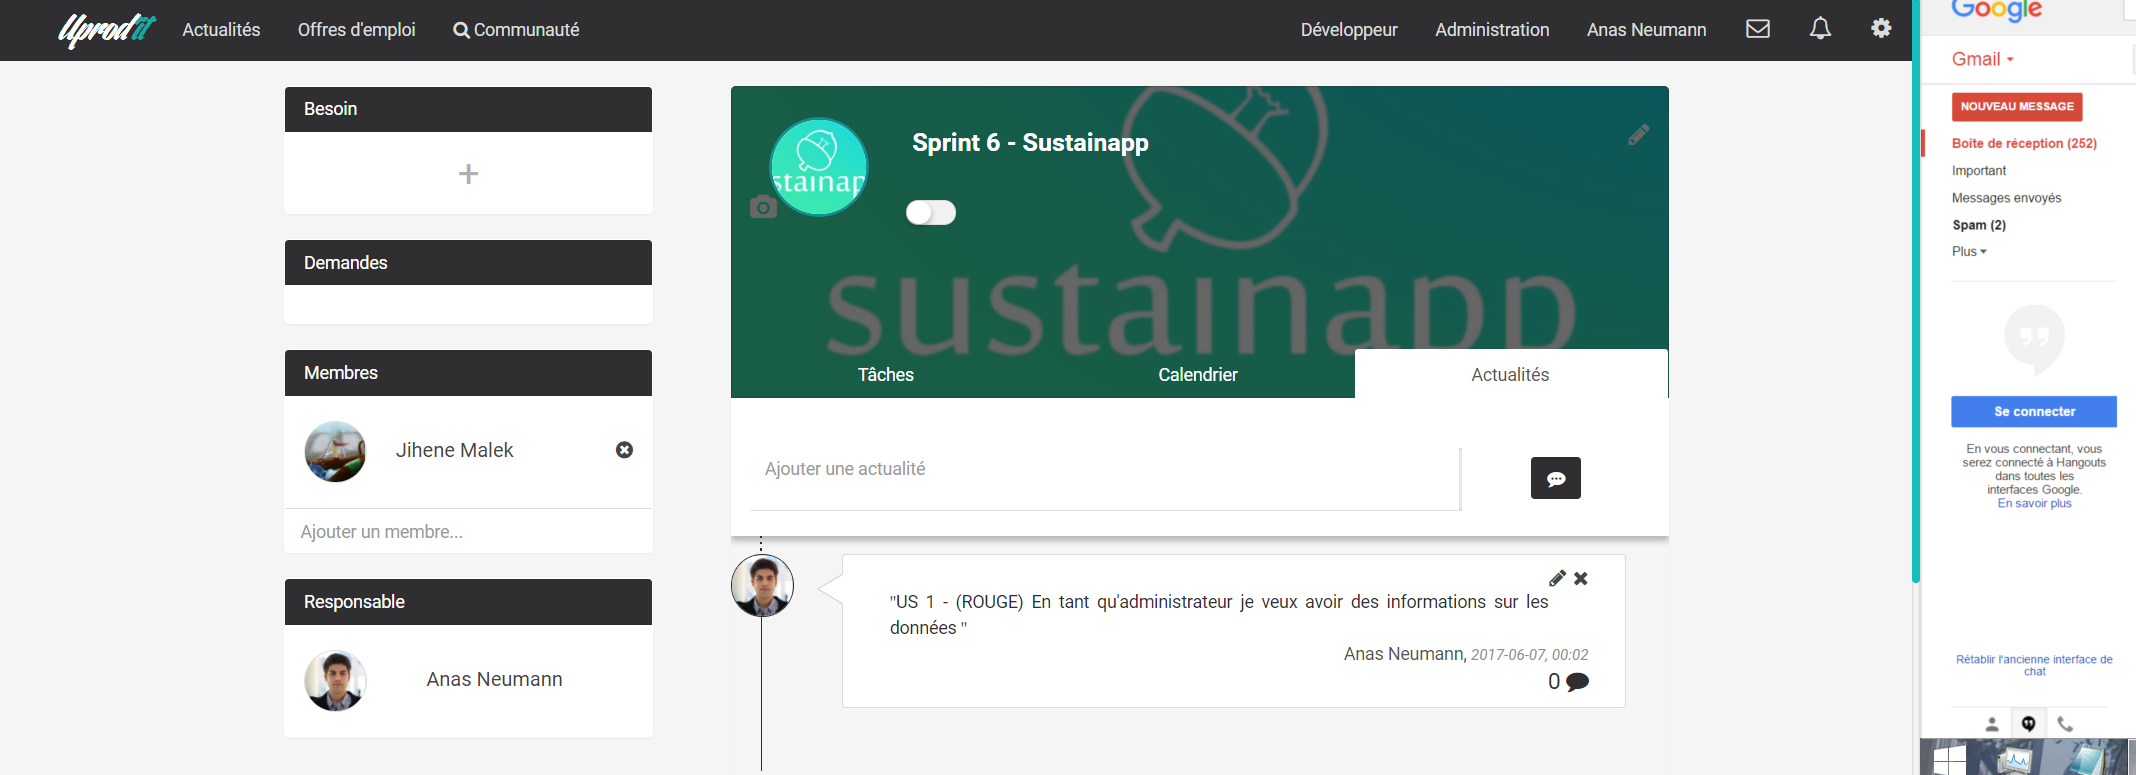 Uprodit Actualités Offres d'emploi Communauté Développeur Administration Anas Neumann
Besoin
+
Demandes
Membres
Jihene Malek
Ajouter un membre...
Responsable
Anas Neumann
Sprint 6 - Sustainapp
stainap
sustainapp
Tâches Calendrier Actualités
Ajouter une actualité
"US 1 - (ROUGE) En tant qu'administrateur je veux avoir des informations sur les
données "
Anas Neumann, 2017-06-07, 00:02
0
Google
Gmail
NOUVEAU MESSAGE
Boîte de réception (252)
Important
Messages envoyés
Spam (2)
Plus
Se connecter
En vous connectant, vous
serez connecté à Hangouts
dans toutes les
interfaces Google.
En savoir plus
Rétablir l'ancienne interface de
chat